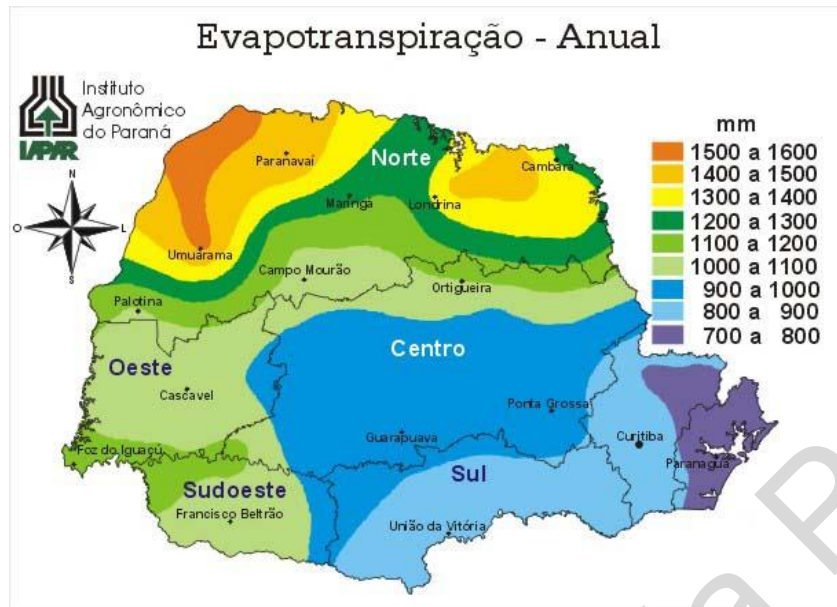 Evapotranspiração - Anual
Instituto
Agronômico
do Paraná
IAPAR
N
O
L
S
mm
1500 a 1600
1400 a 1500
1300 a 1400
1200 a 1300
1100 a 1200
1000 a 1100
900 a 1000
800 a 900
700 a 800
Paranavaí
Norte
Cambará
Maringá
Londrina
Umuarama
Campo Mourão
Ortigueira
Palotina
Centro
Oeste
Cascavel
Ponta Grossa
Guarapuava
Curitiba
Foz do Iguaçú
Paranaguá
Sul
Sudoeste
Francisco Beltrão
União da Vitória